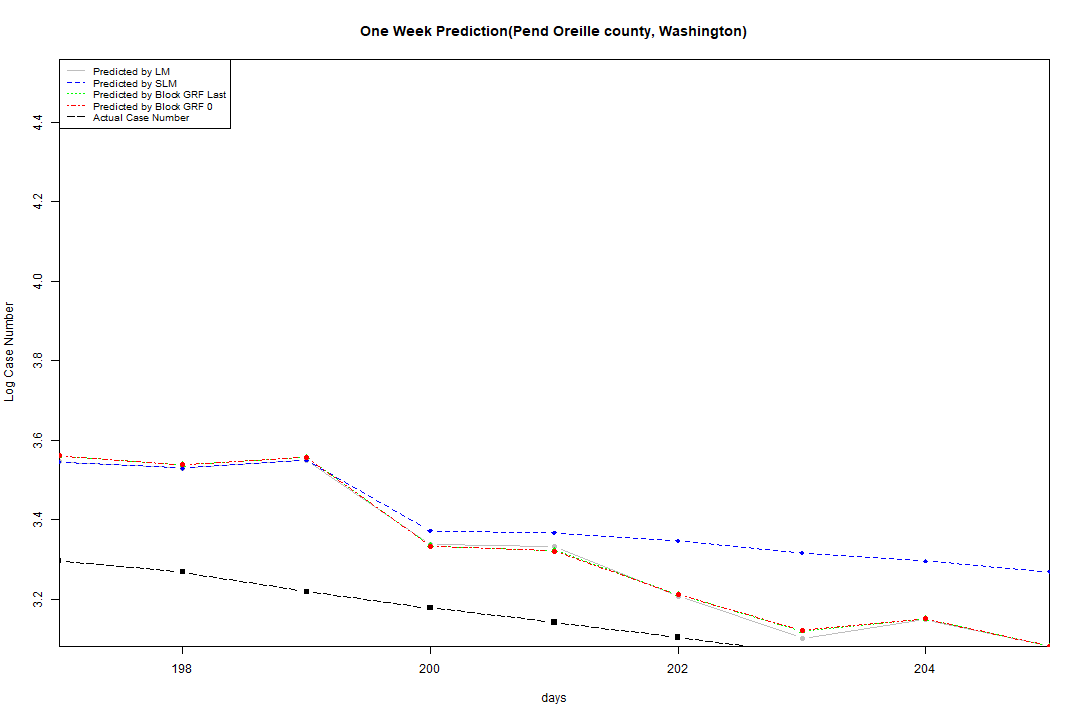 One Week Prediction(Pend Oreille county, Washington)
Predicted by LM
Predicted by SLM
Predicted by Block GRF Last
Predicted by Block GRF 0
Actual Case Number
4.4
4.2
4.0
3.8
3.6
3.4
3.2
Log Case Number
198 200 202 204
days